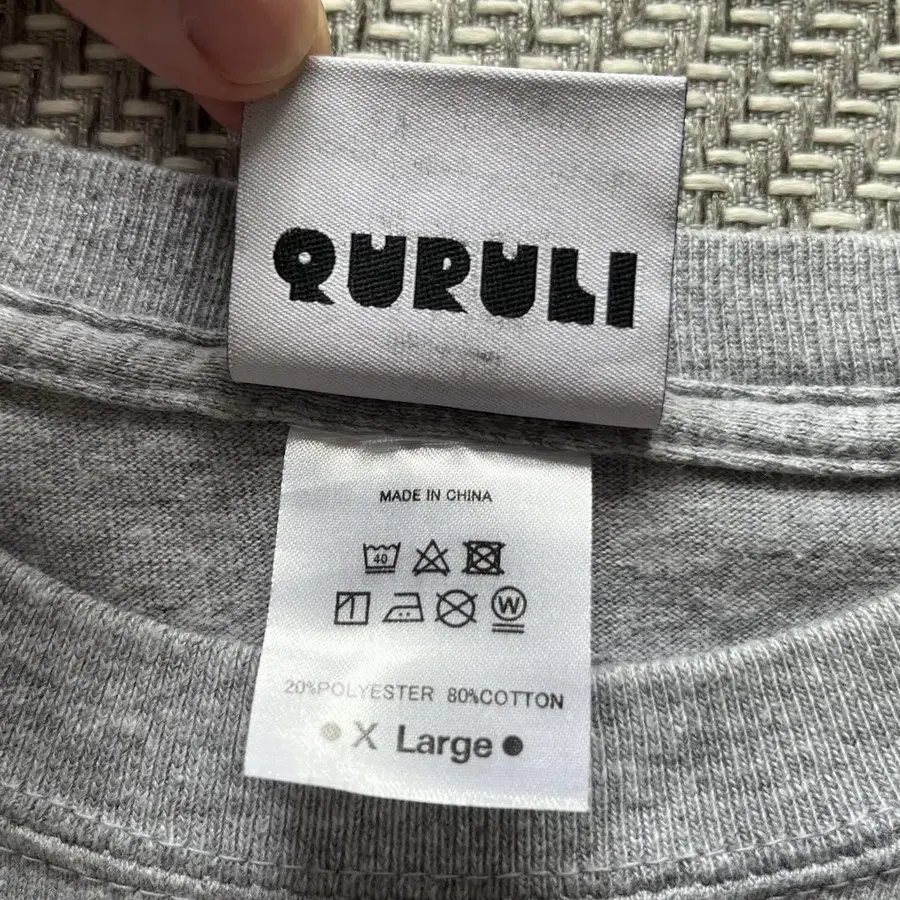 QURULI
MADE IN CHINA
40
W
20%POLYESTER 80%COTTON
X Large